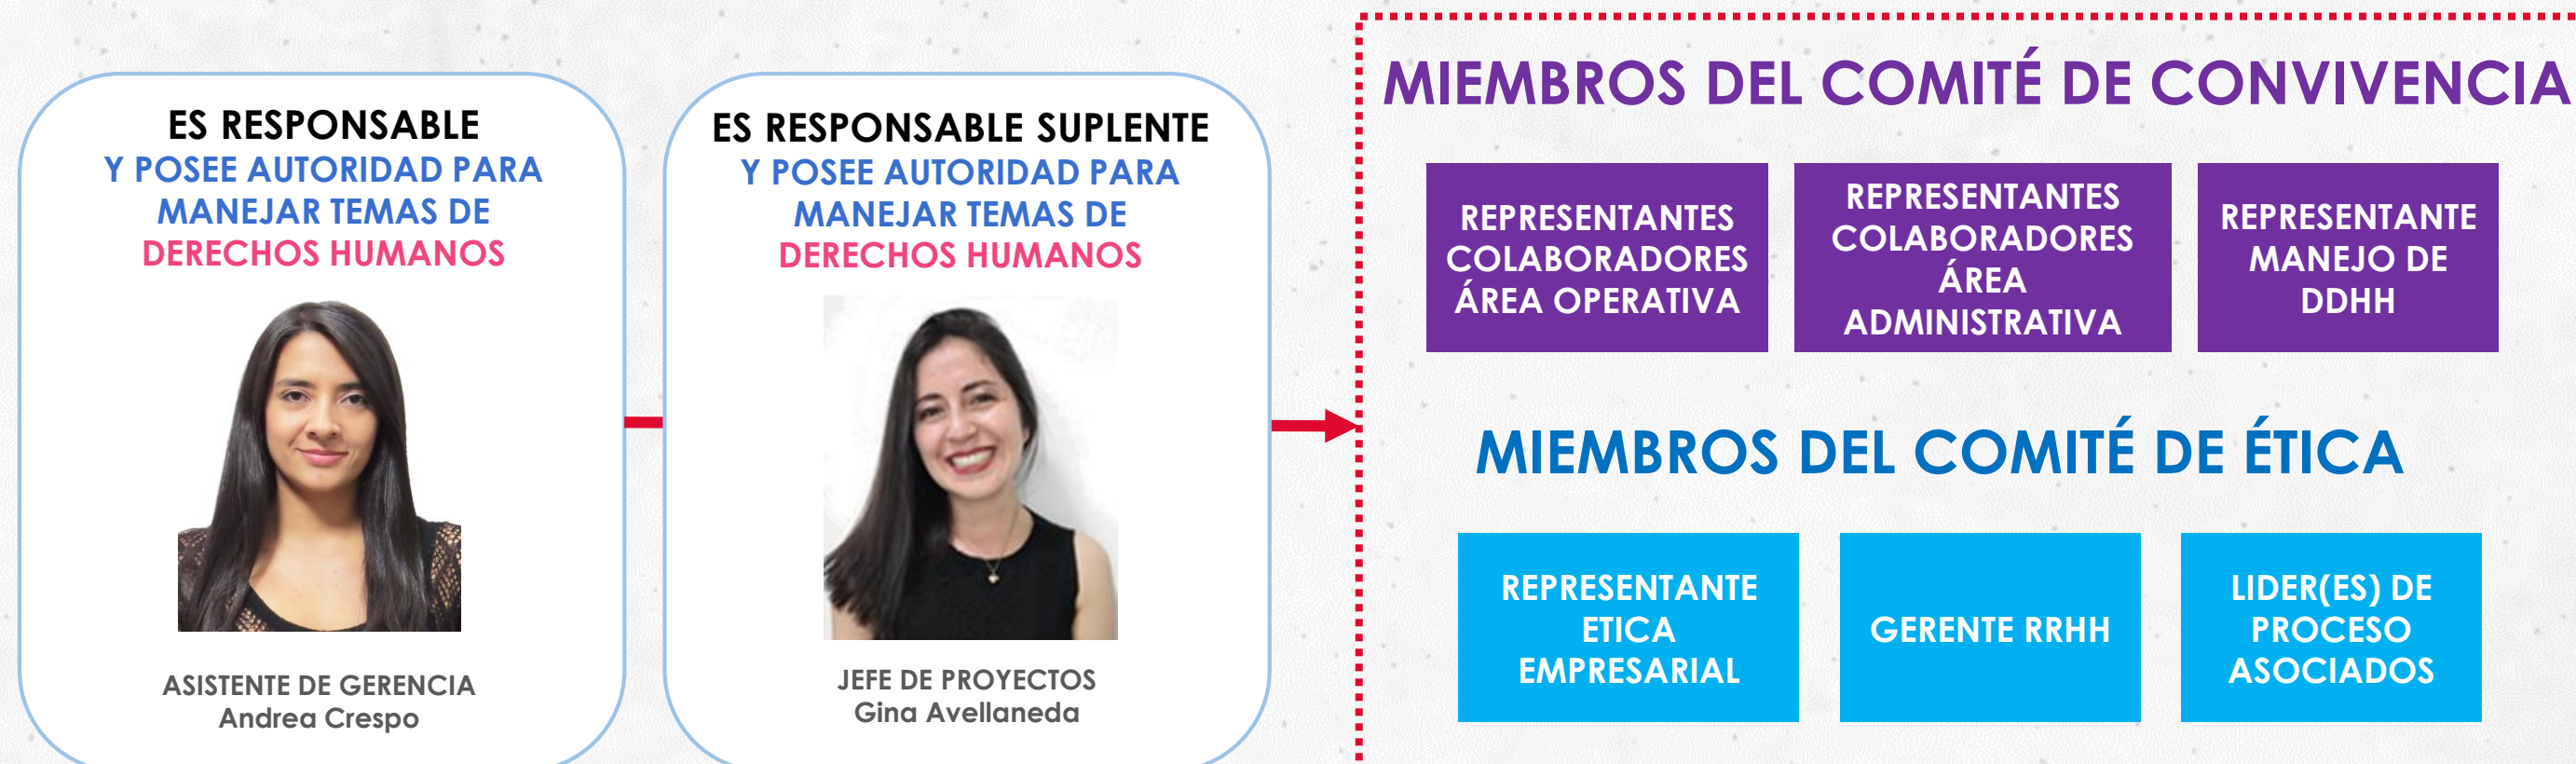 ES RESPONSABLE
Y POSEE AUTORIDAD PARA
MANEJAR TEMAS DE
DERECHOS HUMANOS
ASISTENTE DE GERENCIA
Andrea Crespo
ES RESPONSABLE SUPLENTE
Y POSEE AUTORIDAD PARA
MANEJAR TEMAS DE
DERECHOS HUMANOS
JEFE DE PROYECTOS
Gina Avellaneda
MIEMBROS DEL COMITÉ DE CONVIVENCIA
REPRESENTANTES
COLABORADORES
ÁREA OPERATIVA
REPRESENTANTES
COLABORADORES
ÁREA
ADMINISTRATIVA
REPRESENTANTE
MANEJO DE
DDHH
MIEMBROS DEL COMITÉ DE ÉTICA
REPRESENTANTE
ETICA
EMPRESARIAL
GERENTE RRHH
LIDER(ES) DE
PROCESO
ASOCIADOS